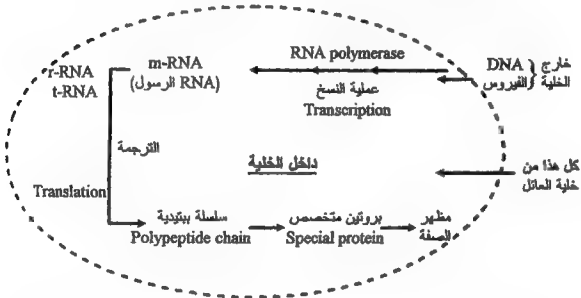 RNA polymerase
خارج } DNA
الخلية } الفيروس
m-RNA
(RNA الرسول)
r-RNA
t-RNA
عملية النسخ
Transcription
الترجمة
داخل الخلية
كل هذا من
خلية العائل
Translation
سلسلة ببتيدية
Polypeptide chain
بروتين متخصص
Special protein
مظهر
الصفة